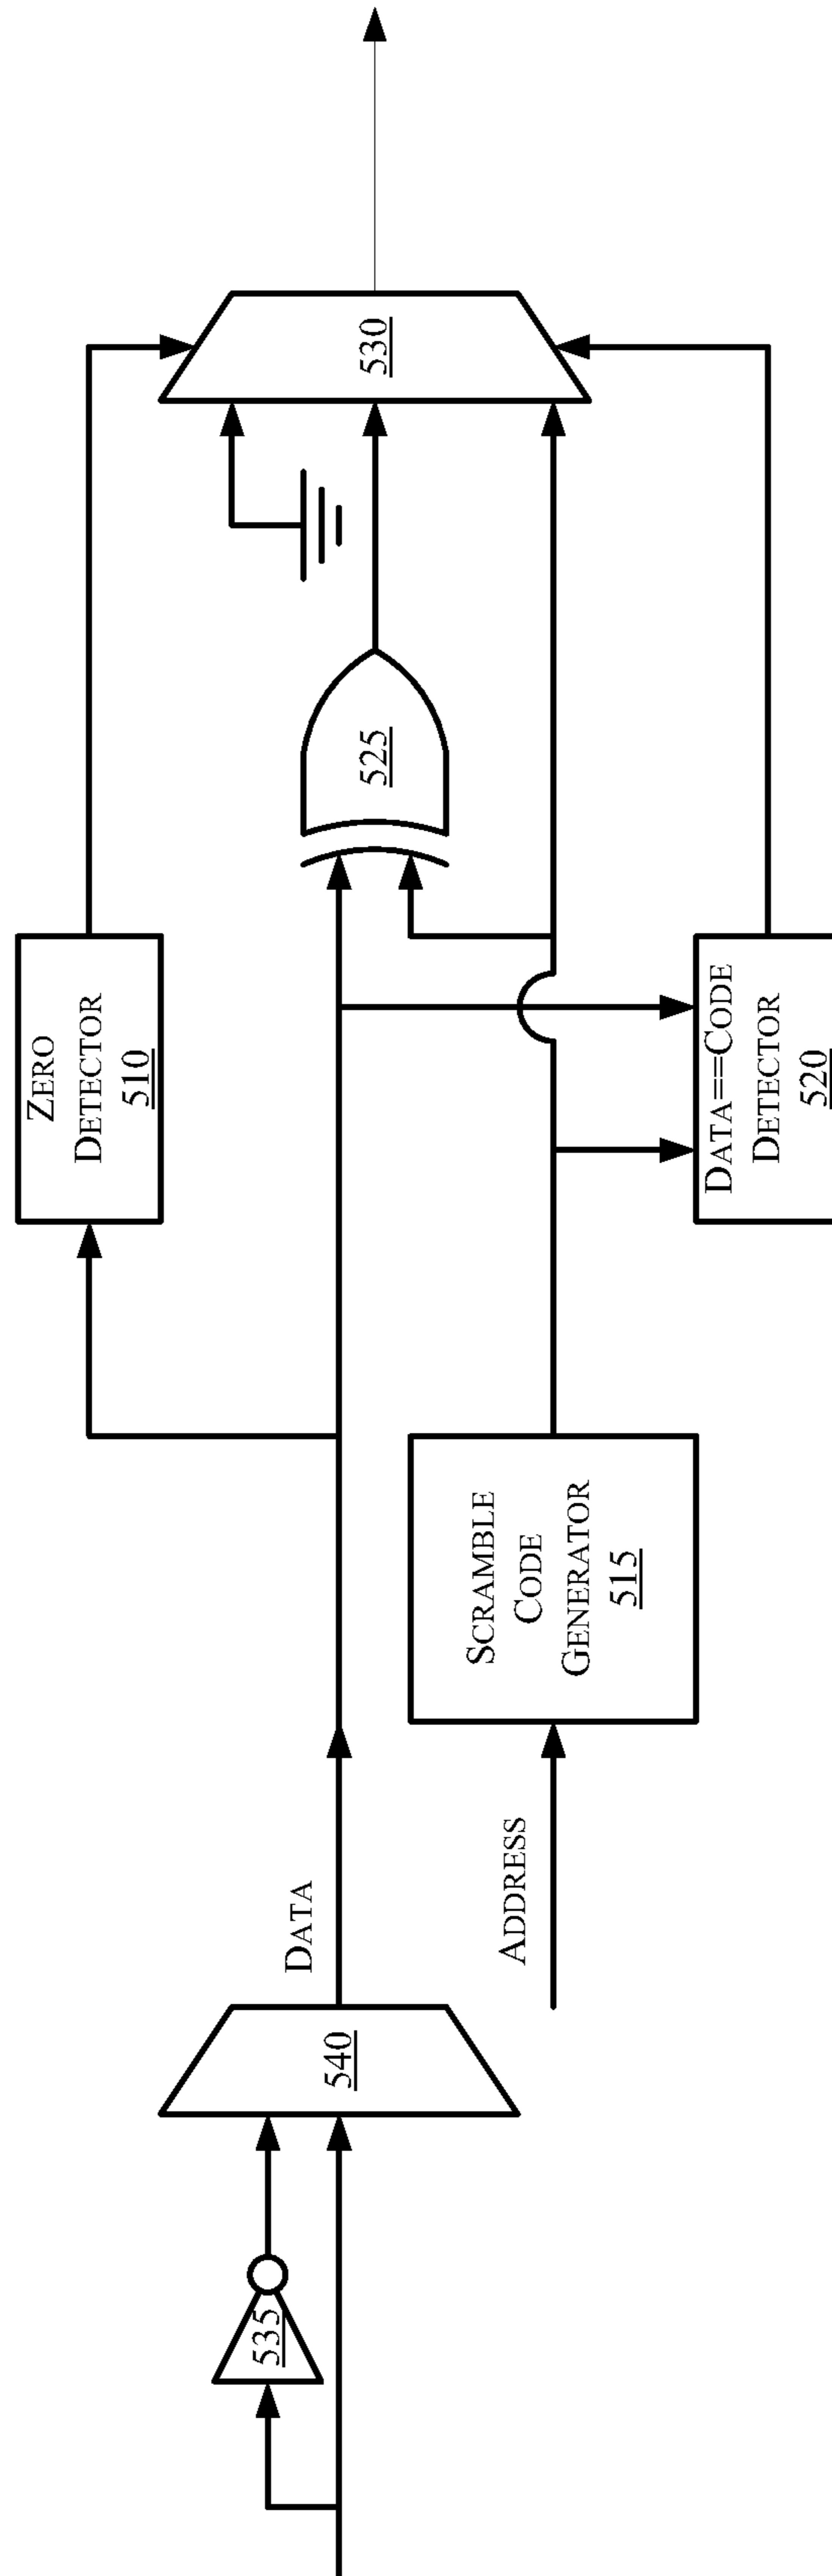 535
540
DATA
ADDRESS
SCRAMBLE
CODE
GENERATOR
515
ZERO
DETECTOR
510
DATA==CODE
DETECTOR
520
525
530